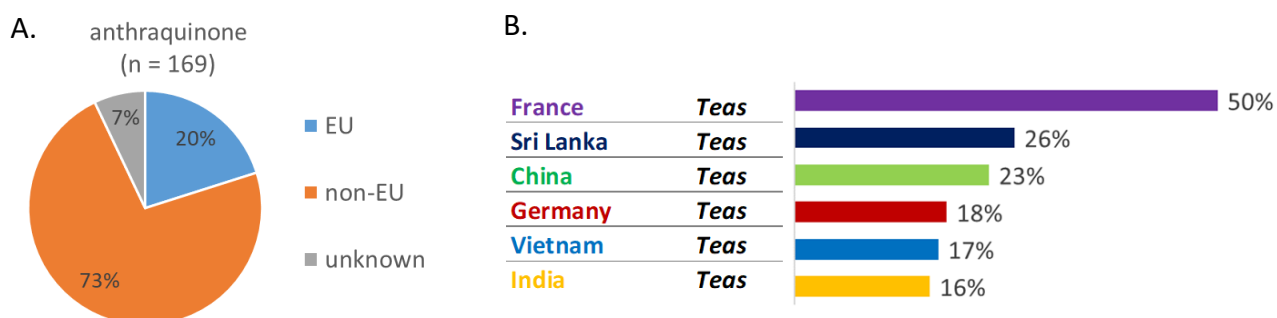 A.
anthraquinone
(n = 169)
7%
20%
73%
EU
non-EU
unknown
B.
France Teas 50%
Sri Lanka Teas 26%
China Teas 23%
Germany Teas 18%
Vietnam Teas 17%
India Teas 16%